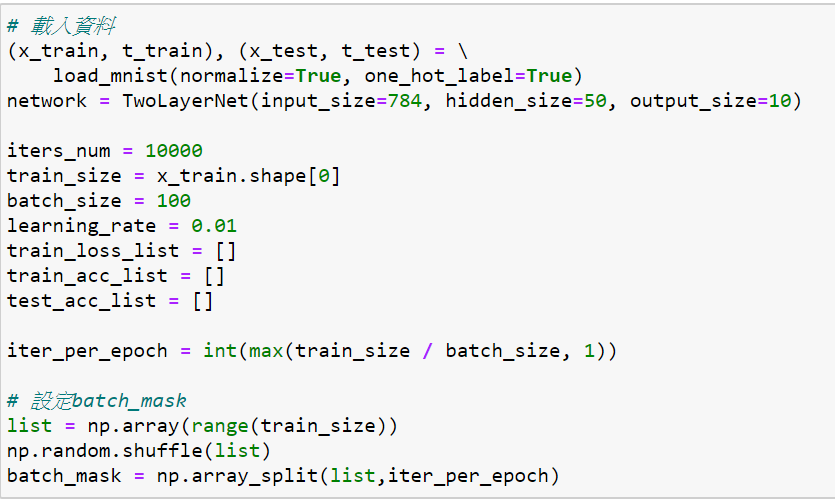 # 載入資料
(x_train, t_train), (x_test, t_test) = \
    load_mnist(normalize=True, one_hot_label=True)
network = TwoLayerNet(input_size=784, hidden_size=50, output_size=10)

iters_num = 10000
train_size = x_train.shape[0]
batch_size = 100
learning_rate = 0.01
train_loss_list = []
train_acc_list = []
test_acc_list = []

iter_per_epoch = int(max(train_size / batch_size, 1))

# 設定batch_mask
list = np.array(range(train_size))
np.random.shuffle(list)
batch_mask = np.array_split(list,iter_per_epoch)